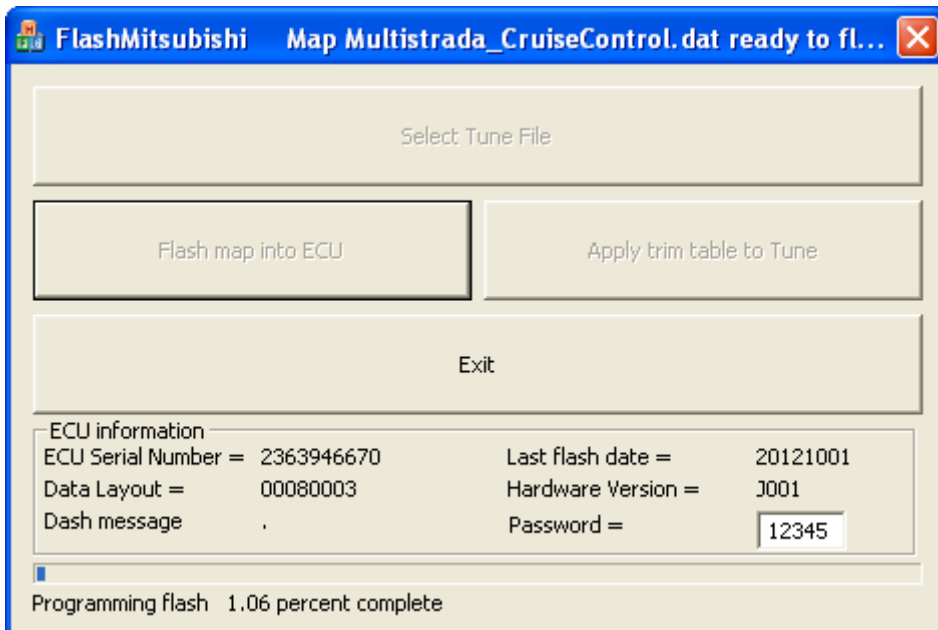 FlashMitsubishi Map Multistrada_CruiseControl.dat ready to fl...
Select Tune File
Flash map into ECU
Apply trim table to Tune
Exit
ECU information
ECU Serial Number = 2363946670
Last flash date = 20121001
Data Layout = 00080003
Hardware Version = J001
Dash message .
Password = 12345
Programming flash 1.06 percent complete